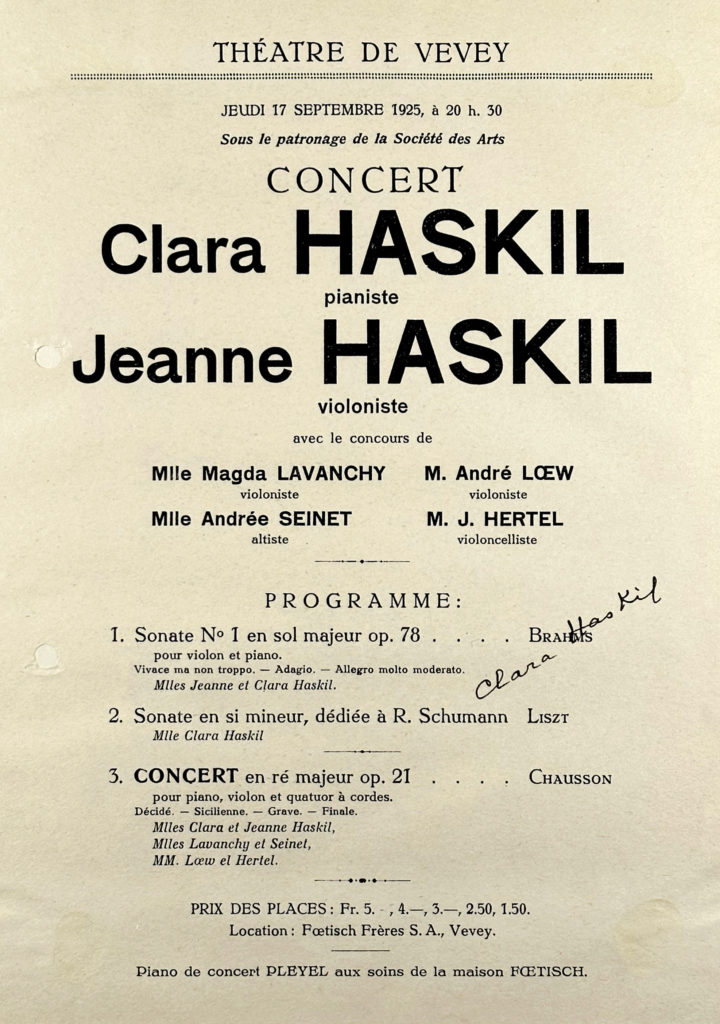 THÉATRE DE VEVEY
JEUDI 17 SEPTEMBRE 1925, à 20 h. 30
Sous le patronage de la Société des Arts
CONCERT
Clara HASKIL
pianiste
Jeanne HASKIL
violoniste
avec le concours de
Mlle Magda LAVANCHY M. André LŒW
violoniste violoniste
Mlle Andrée SEINET M. J. HERTEL
altiste violoncelliste
PROGRAMME:
1. Sonate Nº 1 en sol majeur op. 78 . . . . BRAHMS
pour violon et piano.
Vivace ma non troppo. — Adagio. — Allegro molto moderato.
Mlles Jeanne et Clara Haskil.
Clara Haskil
2. Sonate en si mineur, dédiée à R. Schumann LISZT
Mlle Clara Haskil
3. CONCERT en ré majeur op. 21 . . . . CHAUSSON
pour piano, violon et quatuor à cordes.
Décidé. — Sicilienne. — Grave. — Finale.
Mlles Clara et Jeanne Haskil,
Mlles Lavanchy et Seinet,
MM. Lœw el Hertel.
PRIX DES PLACES : Fr. 5. - , 4.—, 3.—, 2.50, 1.50.
Location : Fœtisch Frères S. A., Vevey.
Piano de concert PLEYEL aux soins de la maison FŒTISCH.